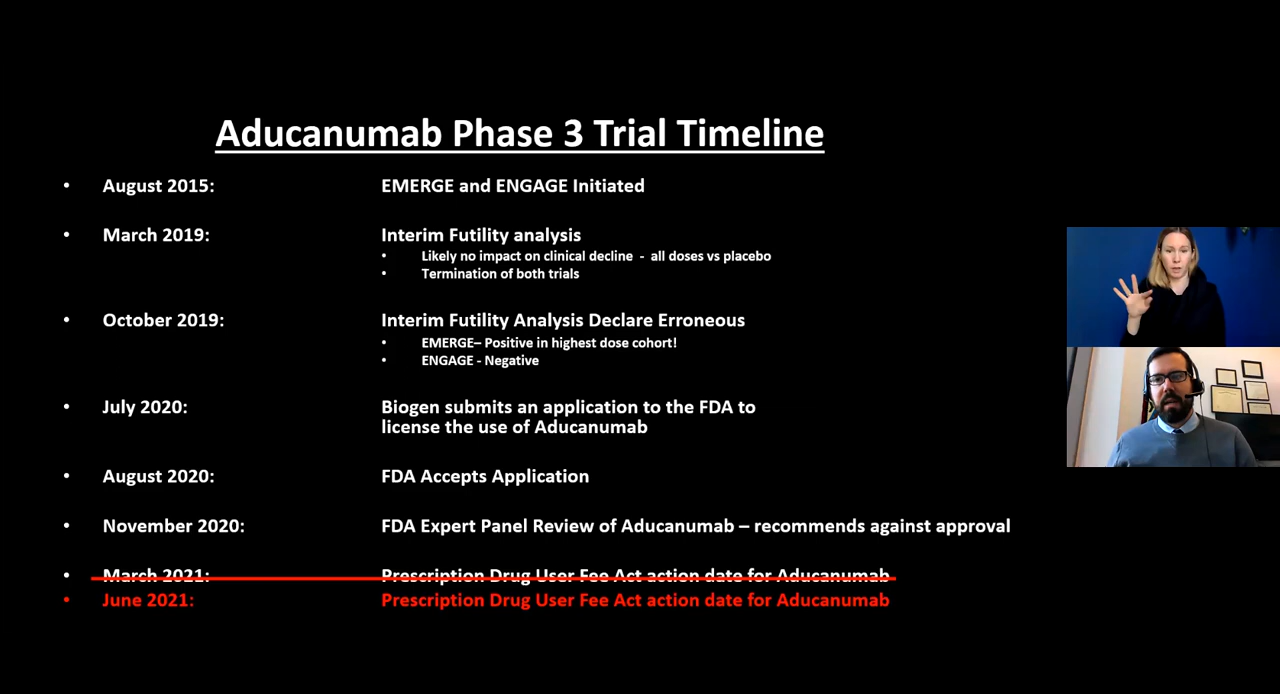 Aducanumab Phase 3 Trial Timeline
• August 2015: EMERGE and ENGAGE Initiated
• March 2019: Interim Futility analysis
• Likely no impact on clinical decline - all doses vs placebo
• Termination of both trials
• October 2019: Interim Futility Analysis Declare Erroneous
• EMERGE– Positive in highest dose cohort!
• ENGAGE - Negative
• July 2020: Biogen submits an application to the FDA to
license the use of Aducanumab
• August 2020: FDA Accepts Application
• November 2020: FDA Expert Panel Review of Aducanumab – recommends against approval
• March 2021: Prescription Drug User Fee Act action date for Aducanumab
• June 2021: Prescription Drug User Fee Act action date for Aducanumab